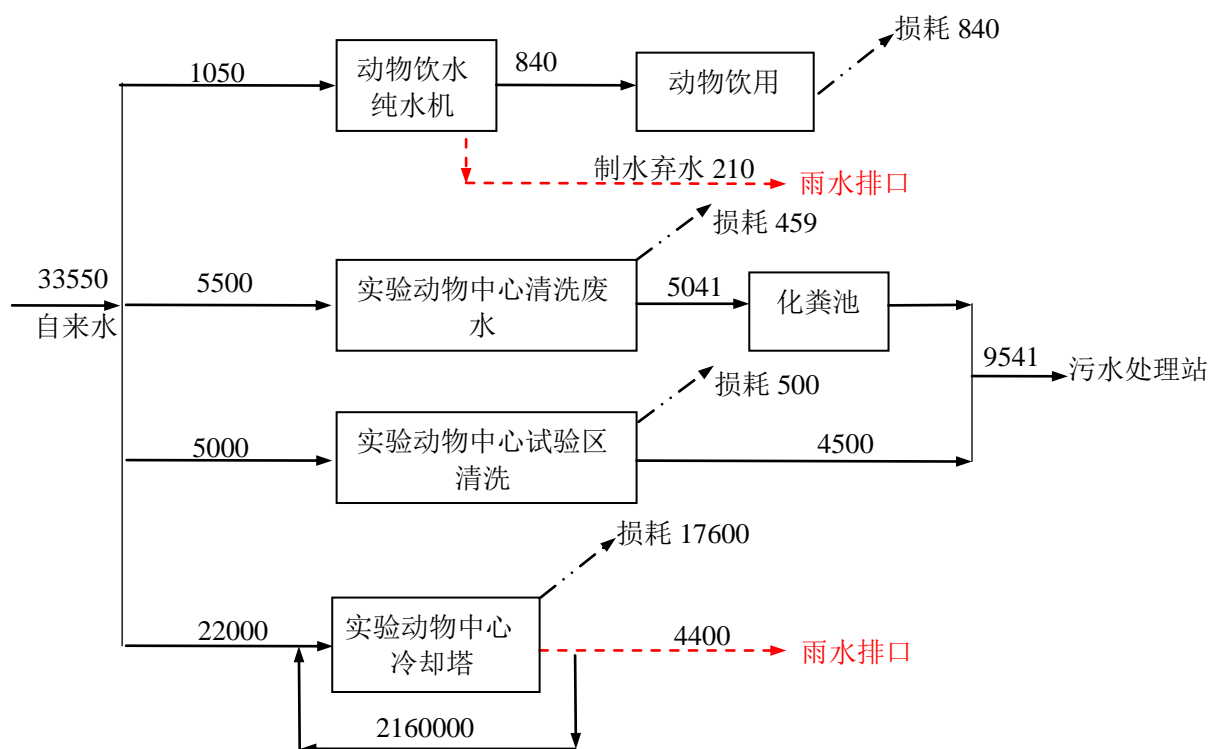 损耗 840
1050
动物饮水
纯水机
840
动物饮用
制水弃水 210
雨水排口
损耗 459
33550
自来水
5500
实验动物中心清洗废
水
5041
化粪池
9541
污水处理站
损耗 500
5000
实验动物中心试验区
清洗
4500
损耗 17600
22000
实验动物中心
冷却塔
4400
雨水排口
2160000